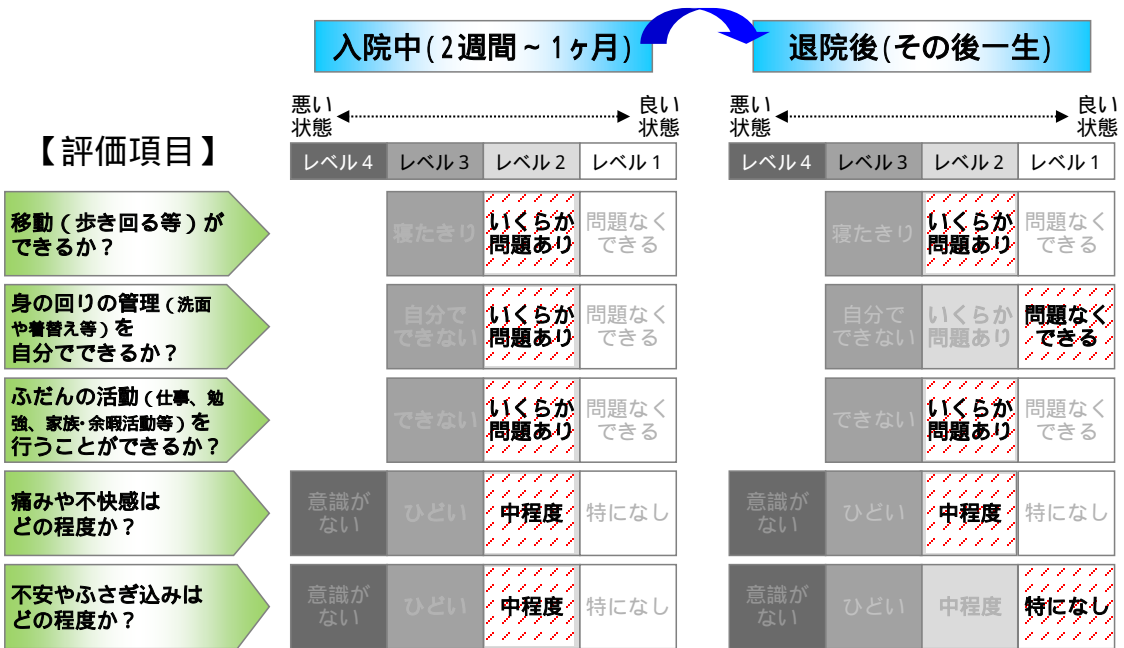 入院中(2週間~1ヶ月)
退院後(その後一生)
悪い
状態
良い
状態
悪い
状態
良い
状態
【評価項目】
レベル4 レベル3 レベル2 レベル1
レベル4 レベル3 レベル2 レベル1
移動(歩き回る等)が
できるか?
寝たきり
いくらか
問題あり
問題なく
できる
寝たきり
いくらか
問題あり
問題なく
できる
身の回りの管理(洗面
や着替え等)を
自分でできるか?
自分で
できない
いくらか
問題あり
問題なく
できる
自分で
できない
いくらか
問題あり
問題なく
できる
ふだんの活動(仕事、勉
強、家族・余暇活動等)を
行うことができるか?
できない
いくらか
問題あり
問題なく
できる
できない
いくらか
問題あり
問題なく
できる
痛みや不快感は
どの程度か?
意識が
ない
ひどい
中程度
特になし
意識が
ない
ひどい
中程度
特になし
不安やふさぎ込みは
どの程度か?
意識が
ない
ひどい
中程度
特になし
意識が
ない
ひどい
中程度
特になし